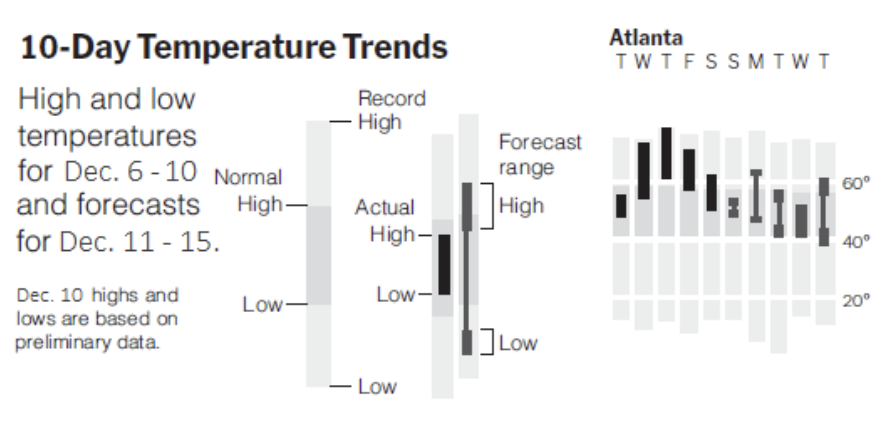 10-Day Temperature Trends
High and low
temperatures
for Dec. 6 - 10
and forecasts
for Dec. 11 - 15.
Dec. 10 highs and
lows are based on
preliminary data.
Record
High
Normal
High
Low
Low
Actual
High
Low
Forecast
range
High
Low
Atlanta
T W T F S S M T W T
60°
40°
20°